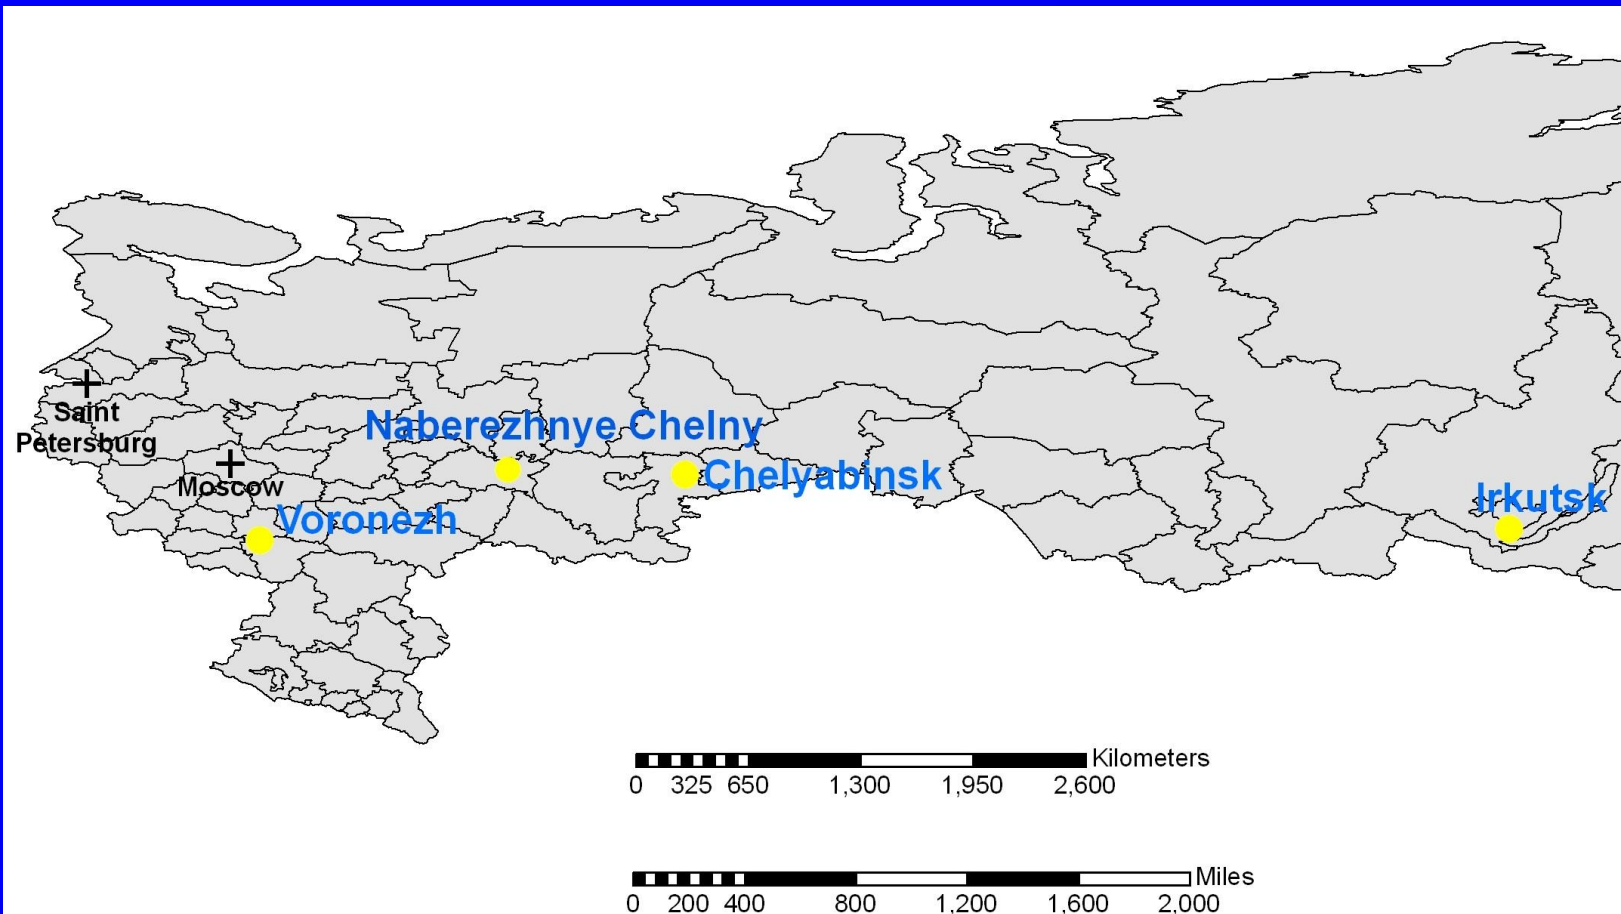 Saint
Petersburg
Moscow
Naberezhnye Chelny
Chelyabinsk
Voronezh
Irkutsk
Kilometers
0 325 650 1,300 1,950 2,600
Miles
0 200 400 800 1,200 1,600 2,000